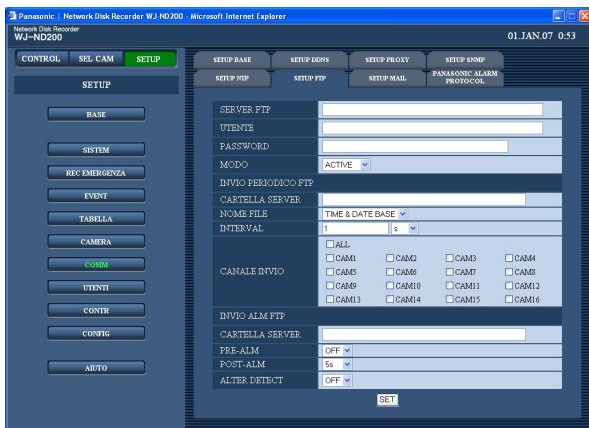 Panasonic | Network Disk Recorder WJ-ND200 - Microsoft Internet Explorer
Network Disk Recorder
WJ-ND200
01.JAN.07 0:53
CONTROL SEL CAM SETUP
SETUP
BASE
SISTEM
REC EMERGENZA
EVENT
TABELLA
CAMERA
COMM
UTENTI
CONTR
CONFIG
AIUTO
SETUP BASE SETUP DDNS SETUP PROXY SETUP SNMP
SETUP NTP SETUP FTP SETUP MAIL PANASONIC ALARM PROTOCOL
SERVER FTP
UTENTE
PASSWORD
MODO ACTIVE
INVIO PERIODICO FTP
CARTELLA SERVER
NOME FILE TIME & DATE BASE
INTERVAL 1 s
CANALE INVIO
ALL
CAM1 CAM2 CAM3 CAM4
CAM5 CAM6 CAM7 CAM8
CAM9 CAM10 CAM11 CAM12
CAM13 CAM14 CAM15 CAM16
INVIO ALM FTP
CARTELLA SERVER
PRE-ALM OFF
POST-ALM 5s
ALTER DETECT OFF
SET